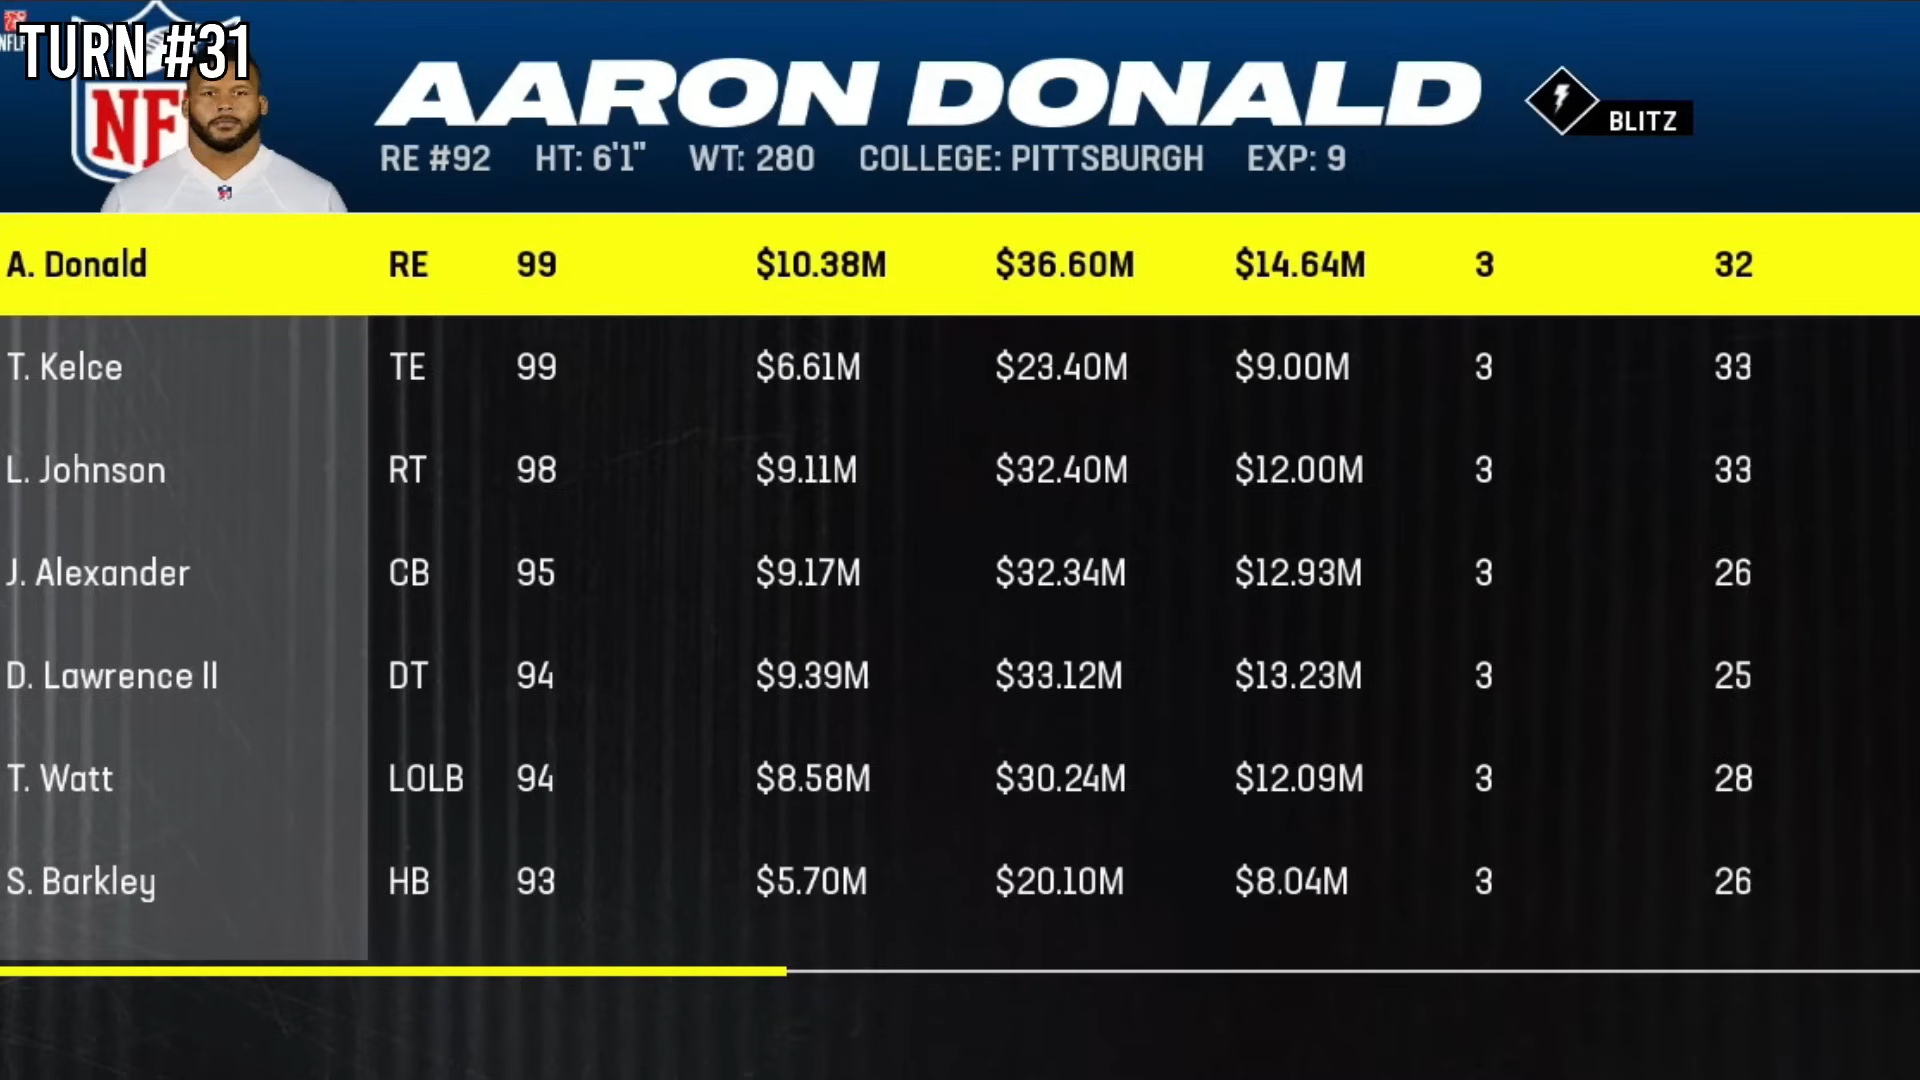 TURN #31
NFLP
NF
AARON DONALD
BLITZ
RE #92 HT: 6'1" WT: 280 COLLEGE: PITTSBURGH EXP: 9
A. Donald RE 99 $10.38M $36.60M $14.64M 3 32
T. Kelce TE 99 $6.61M $23.40M $9.00M 3 33
L. Johnson RT 98 $9.11M $32.40M $12.00M 3 33
J. Alexander CB 95 $9.17M $32.34M $12.93M 3 26
D. Lawrence II DT 94 $9.39M $33.12M $13.23M 3 25
T. Watt LOLB 94 $8.58M $30.24M $12.09M 3 28
S. Barkley HB 93 $5.70M $20.10M $8.04M 3 26